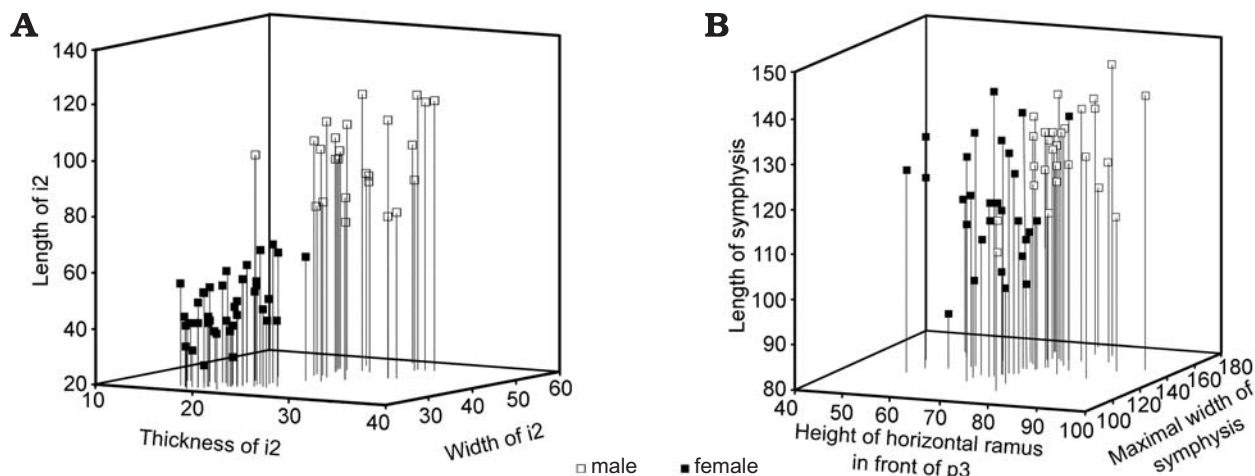 A
140
120
100
80
60
40
20
Length of i2
10
20
30
40
Thickness of i2
30
40
50
60
Width of i2
B
150
140
130
120
110
100
90
80
Length of symphysis
40
50
60
70
80
90
100
Height of horizontal ramus
in front of p3
100
120
140
160
180
Maximal width of
symphysis
male
female